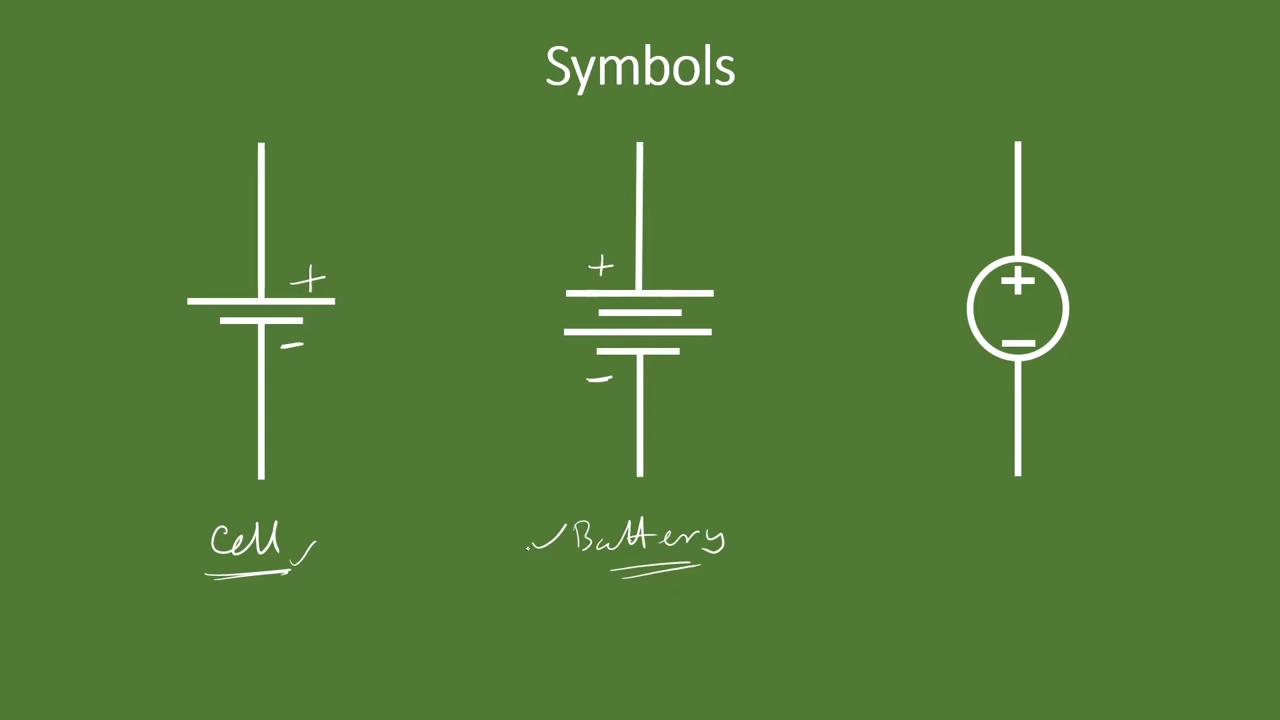 Symbols
+
-
Cell
+
-
Battery
+
-